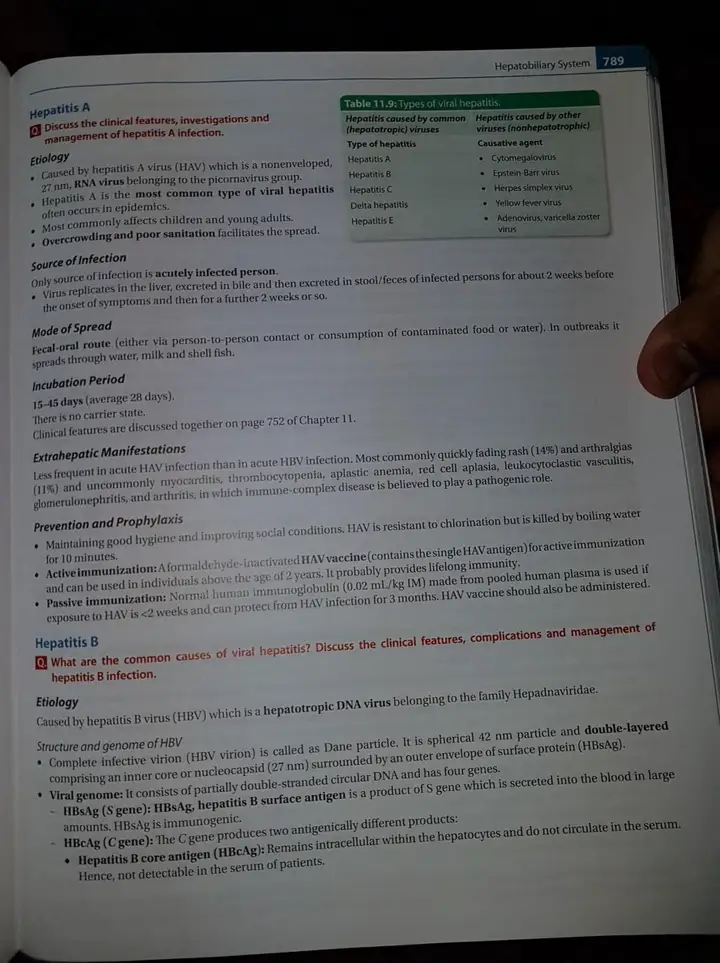 Hepatobiliary System 789
Hepatitis A
Q. Discuss the clinical features, investigations and
management of hepatitis A infection.
Etiology
• Caused by hepatitis A virus (HAV) which is a nonenveloped,
27 nm, RNA virus belonging to the picornavirus group.
• Hepatitis A is the most common type of viral hepatitis
often occurs in epidemics.
• Most commonly affects children and young adults.
• Overcrowding and poor sanitation facilitates the spread.
Table 11.9: Types of viral hepatitis.
Hepatitis caused by common Hepatitis caused by other
(hepatotropic) viruses viruses (nonhepatotrophic)
Type of hepatitis Causative agent
Hepatitis A • Cytomegalovirus
Hepatitis B • Epstein-Barr virus
Hepatitis C • Herpes simplex virus
Delta hepatitis • Yellow fever virus
Hepatitis E • Adenovirus, varicella zoster
virus
Source of Infection
Only source of infection is acutely infected person.
• Virus replicates in the liver, excreted in bile and then excreted in stool/feces of infected persons for about 2 weeks before
the onset of symptoms and then for a further 2 weeks or so.
Mode of Spread
Fecal-oral route (either via person-to-person contact or consumption of contaminated food or water). In outbreaks it
spreads through water, milk and shell fish.
Incubation Period
15–45 days (average 28 days).
There is no carrier state.
Clinical features are discussed together on page 752 of Chapter 11.
Extrahepatic Manifestations
Less frequent in acute HAV infection than in acute HBV infection. Most commonly quickly fading rash (14%) and arthralgias
(11%) and uncommonly myocarditis, thrombocytopenia, aplastic anemia, red cell aplasia, leukocytoclastic vasculitis,
glomerulonephritis, and arthritis, in which immune-complex disease is believed to play a pathogenic role.
Prevention and Prophylaxis
• Maintaining good hygiene and improving social conditions. HAV is resistant to chlorination but is killed by boiling water
for 10 minutes.
• Active immunization: A formaldehyde-inactivated HAV vaccine (contains the single HAV antigen) for active immunization
and can be used in individuals above the age of 2 years. It probably provides lifelong immunity.
• Passive immunization: Normal human immunoglobulin (0.02 mL/kg IM) made from pooled human plasma is used if
exposure to HAV is <2 weeks and can protect from HAV infection for 3 months. HAV vaccine should also be administered.
Hepatitis B
Q. What are the common causes of viral hepatitis? Discuss the clinical features, complications and management of
hepatitis B infection.
Etiology
Caused by hepatitis B virus (HBV) which is a hepatotropic DNA virus belonging to the family Hepadnaviridae.
Structure and genome of HBV
• Complete infective virion (HBV virion) is called as Dane particle. It is spherical 42 nm particle and double-layered
comprising an inner core or nucleocapsid (27 nm) surrounded by an outer envelope of surface protein (HBsAg).
• Viral genome: It consists of partially double-stranded circular DNA and has four genes.
- HBsAg (S gene): HBsAg, hepatitis B surface antigen is a product of S gene which is secreted into the blood in large
amounts. HBsAg is immunogenic.
- HBcAg (C gene): The C gene produces two antigenically different products:
• Hepatitis B core antigen (HBcAg): Remains intracellular within the hepatocytes and do not circulate in the serum.
Hence, not detectable in the serum of patients.